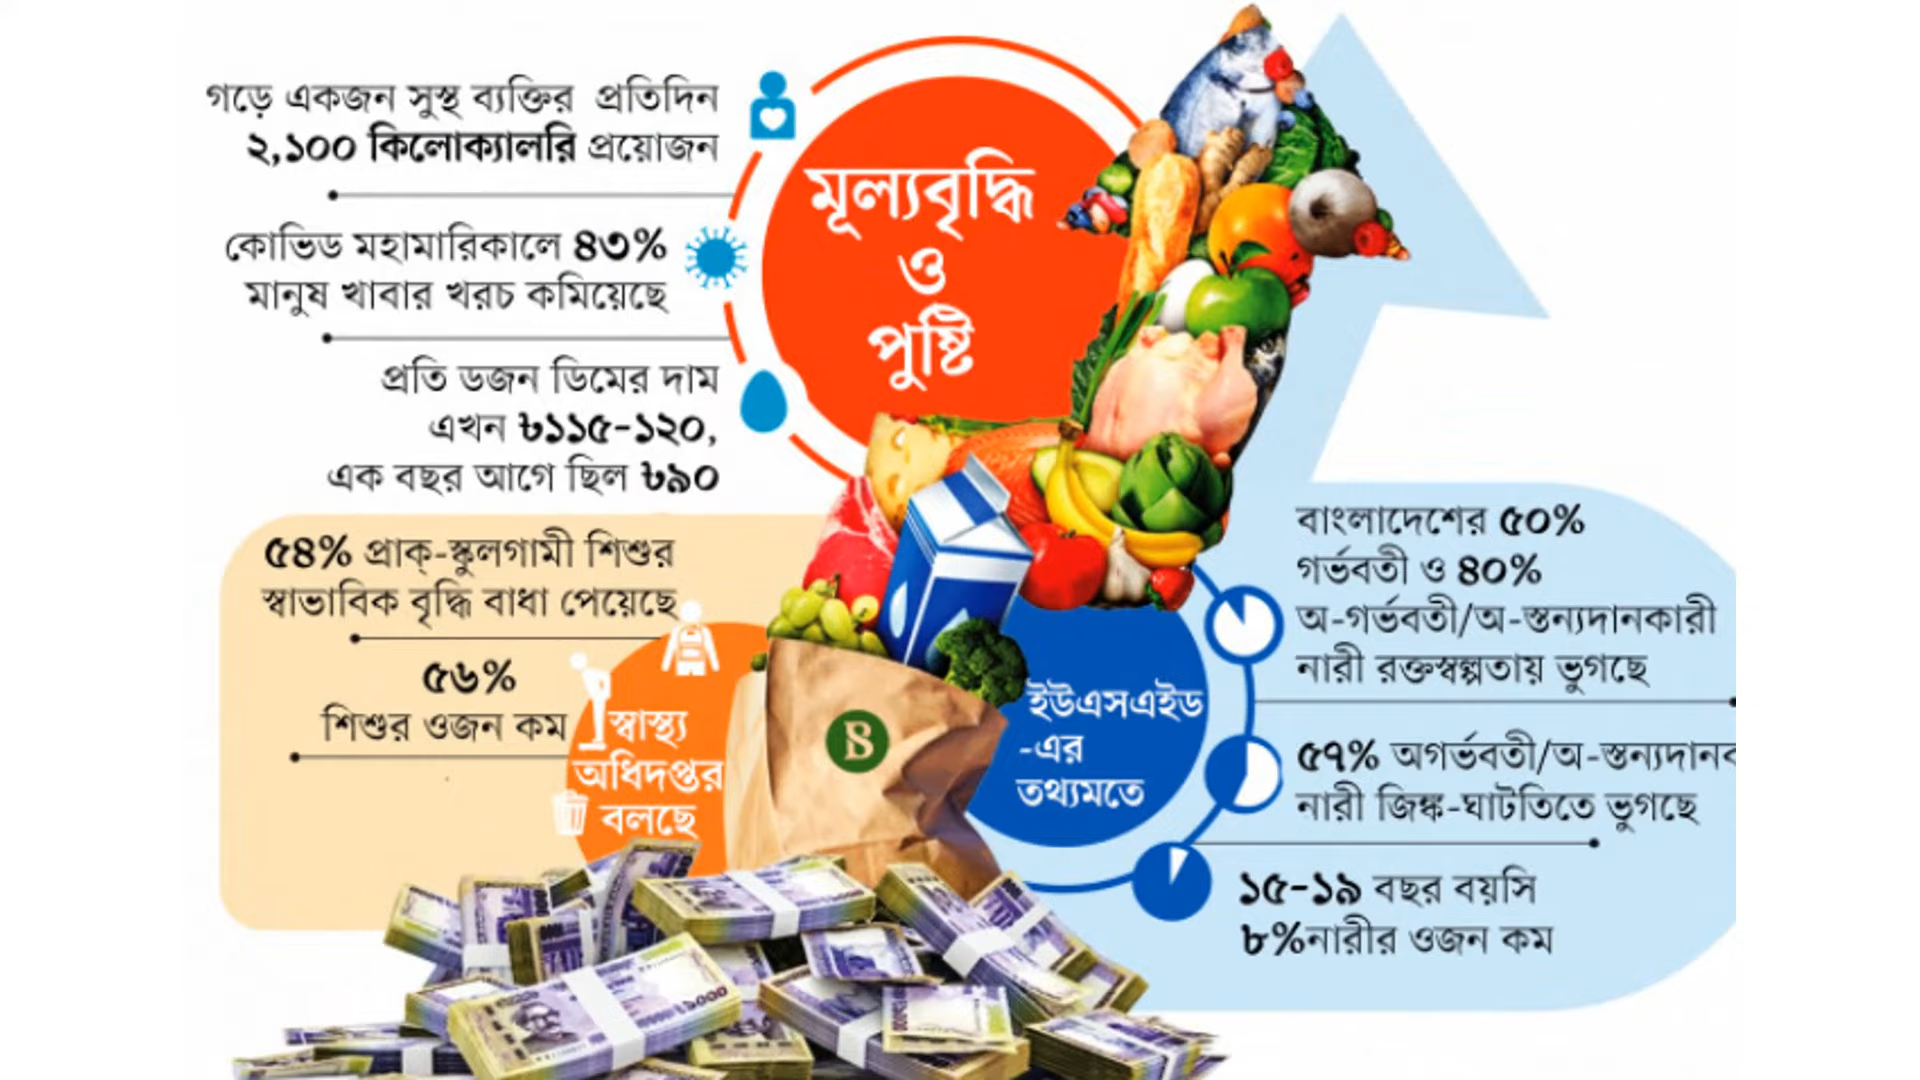 গড়ে একজন সুস্থ ব্যক্তির প্রতিদিন
২,১০০ কিলোক্যালরি প্রয়োজন
কোভিড মহামারিকালে ৪৩%
মানুষ খাবার খরচ কমিয়েছে
প্রতি ডজন ডিমের দাম
এখন ৳১১৫-১২০,
এক বছর আগে ছিল ৳৯০
মূল্যবৃদ্ধি
ও
পুষ্টি
৫৪% প্রাক্-স্কুলগামী শিশুর
স্বাভাবিক বৃদ্ধি বাধা পেয়েছে
৫৬%
শিশুর ওজন কম
স্বাস্থ্য
অধিদপ্তর
বলছে
B
ইউএসএইড
-এর
তথ্যমতে
বাংলাদেশের ৫০%
গর্ভবতী ও ৪০%
অ-গর্ভবতী/অ-স্তন্যদানকারী
নারী রক্তস্বল্পতায় ভুগছে
৫৭% অগর্ভবতী/অ-স্তন্যদান
নারী জিঙ্ক-ঘাটতিতে ভুগছে
১৫-১৯ বছর বয়সি
৮%নারীর ওজন কম
৳১০০০